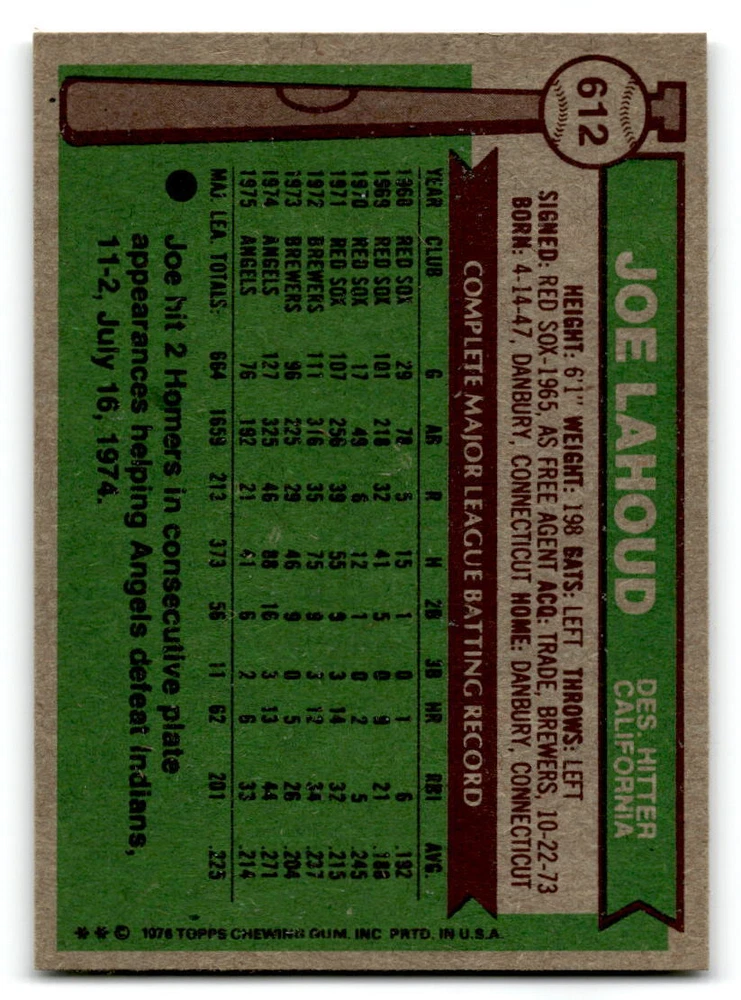 612
JOE LAHOUD
DES. HITTER
CALIFORNIA
HEIGHT: 6'1" WEIGHT: 198 BATS: LEFT THROWS: LEFT
SIGNED: RED SOX-1965, AS FREE AGENT ACQ: TRADE, BREWERS, 10-22-73
BORN: 4-14-47, DANBURY, CONNECTICUT HOME: DANBURY, CONNECTICUT
COMPLETE MAJOR LEAGUE BATTING RECORD
YEAR CLUB G AB R H 2B 3B HR RBI AVG.
1968 RED SOX 29 78 5 15 1 0 1 6 .192
1969 RED SOX 101 218 32 41 5 0 9 21 .188
1970 RED SOX 17 49 6 12 1 0 2 5 .245
1971 RED SOX 107 256 39 55 9 3 14 32 .215
1972 BREWERS 111 316 35 75 9 3 12 34 .237
1973 BREWERS 96 225 29 46 9 0 5 26 .204
1974 ANGELS 127 325 46 88 16 3 13 44 .271
1975 ANGELS 76 192 21 41 6 2 6 33 .214
MAJ. LEA. TOTALS: 664 1659 213 373 56 11 62 201 .225
Joe hit 2 Homers in consecutive plate
appearances helping Angels defeat Indians,
11-2, July 16, 1974.
** © 1976 TOPPS CHEWING GUM, INC PRTD. IN U.S.A.